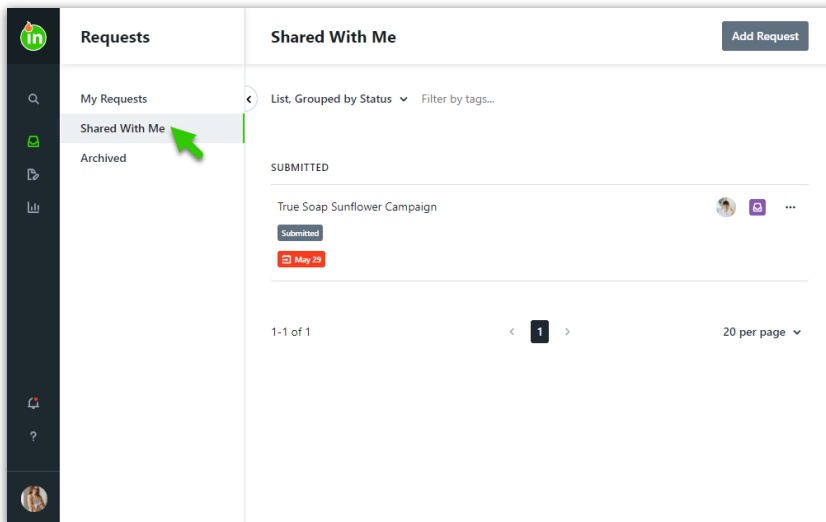 in
Requests
Shared With Me
Add Request
My Requests
List, Grouped by Status
Filter by tags...
Shared With Me
Archived
SUBMITTED
True Soap Sunflower Campaign
Submitted
May 29
1-1 of 1
1
20 per page
?